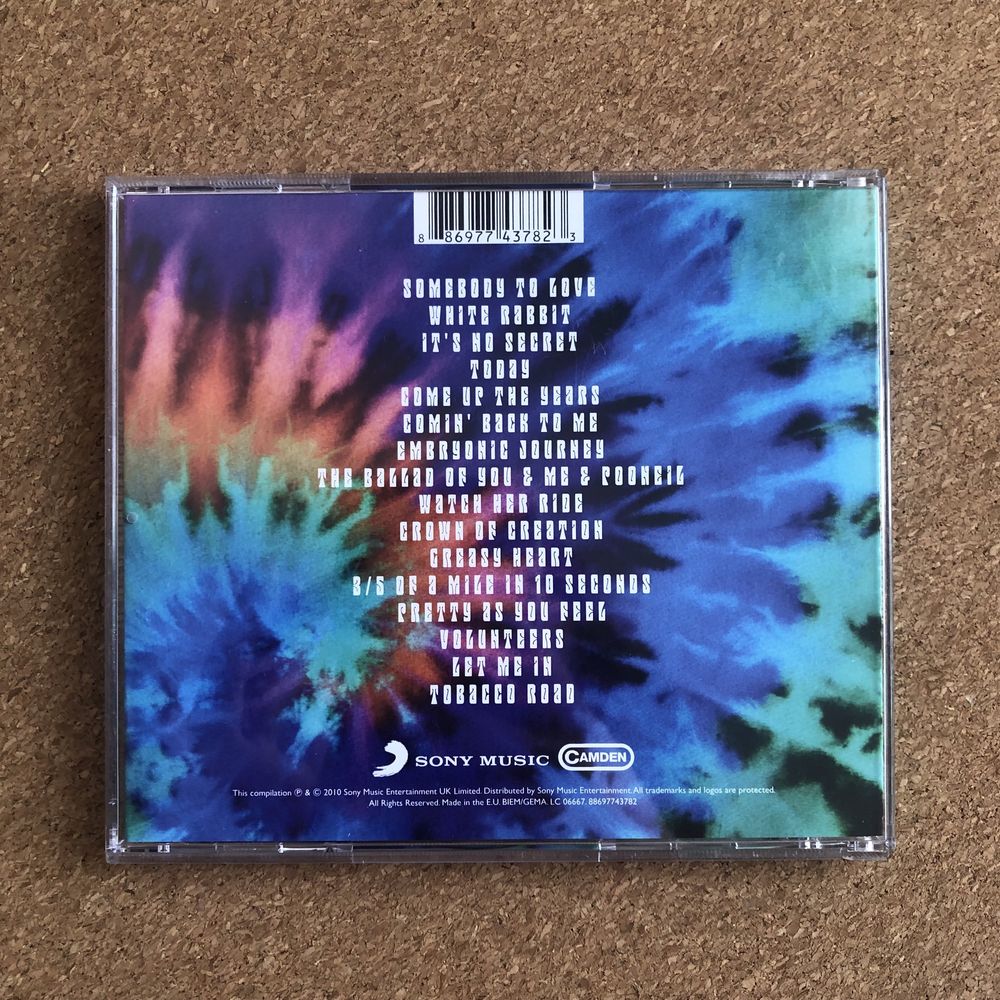 8 86977 43782 3
SOMEBODY TO LOVE
WHITE RABBIT
IT'S NO SECRET
TODAY
COME UP THE YEARS
COMIN' BACK TO ME
EMBRYONIC JOURNEY
THE BALLAD OF YOU & ME & POONEIL
WATCH HER RIDE
CROWN OF CREATION
GREASY HEART
3/5 OF A MILE IN 10 SECONDS
PRETTY AS YOU FEEL
VOLUNTEERS
LET ME IN
TOBACCO ROAD
SONY MUSIC CAMDEN
This compilation ℗ & © 2010 Sony Music Entertainment UK Limited. Distributed by Sony Music Entertainment. All trademarks and logos are protected.
All Rights Reserved. Made in the E.U. BIEM/GEMA. LC 06667. 88697743782